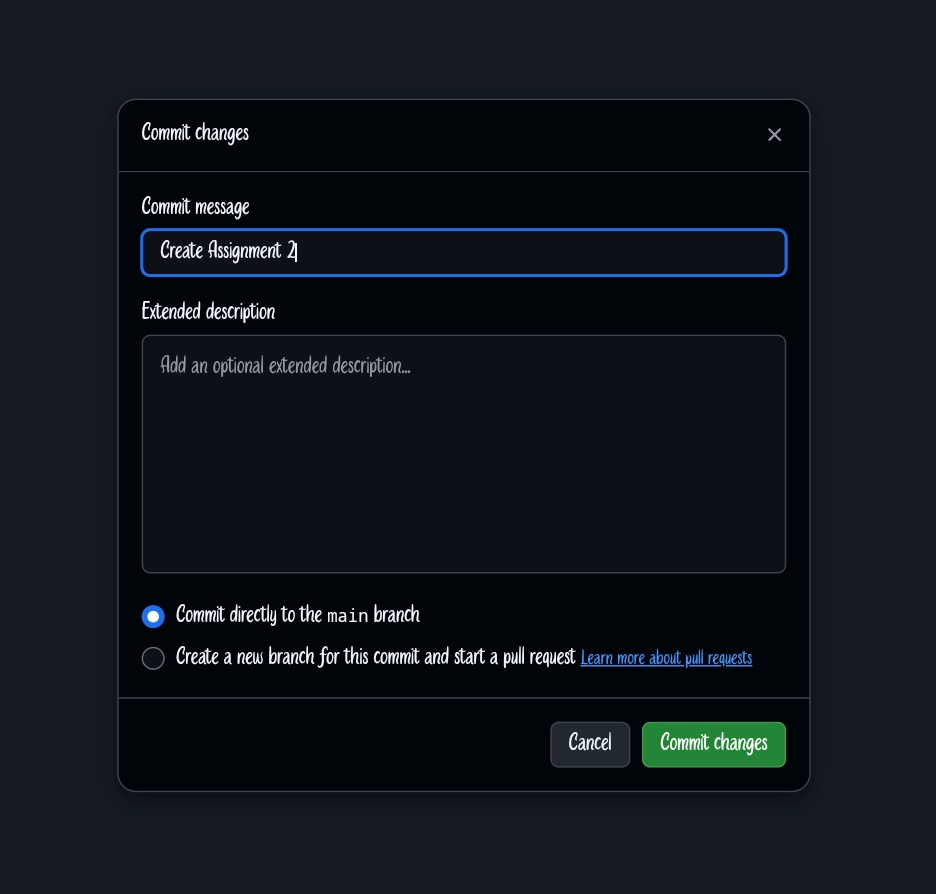 Commit changes
Commit message
Create Assignment 2
Extended description
Add an optional extended description...
Commit directly to the main branch
Create a new branch for this commit and start a pull request Learn more about pull requests
Cancel Commit changes